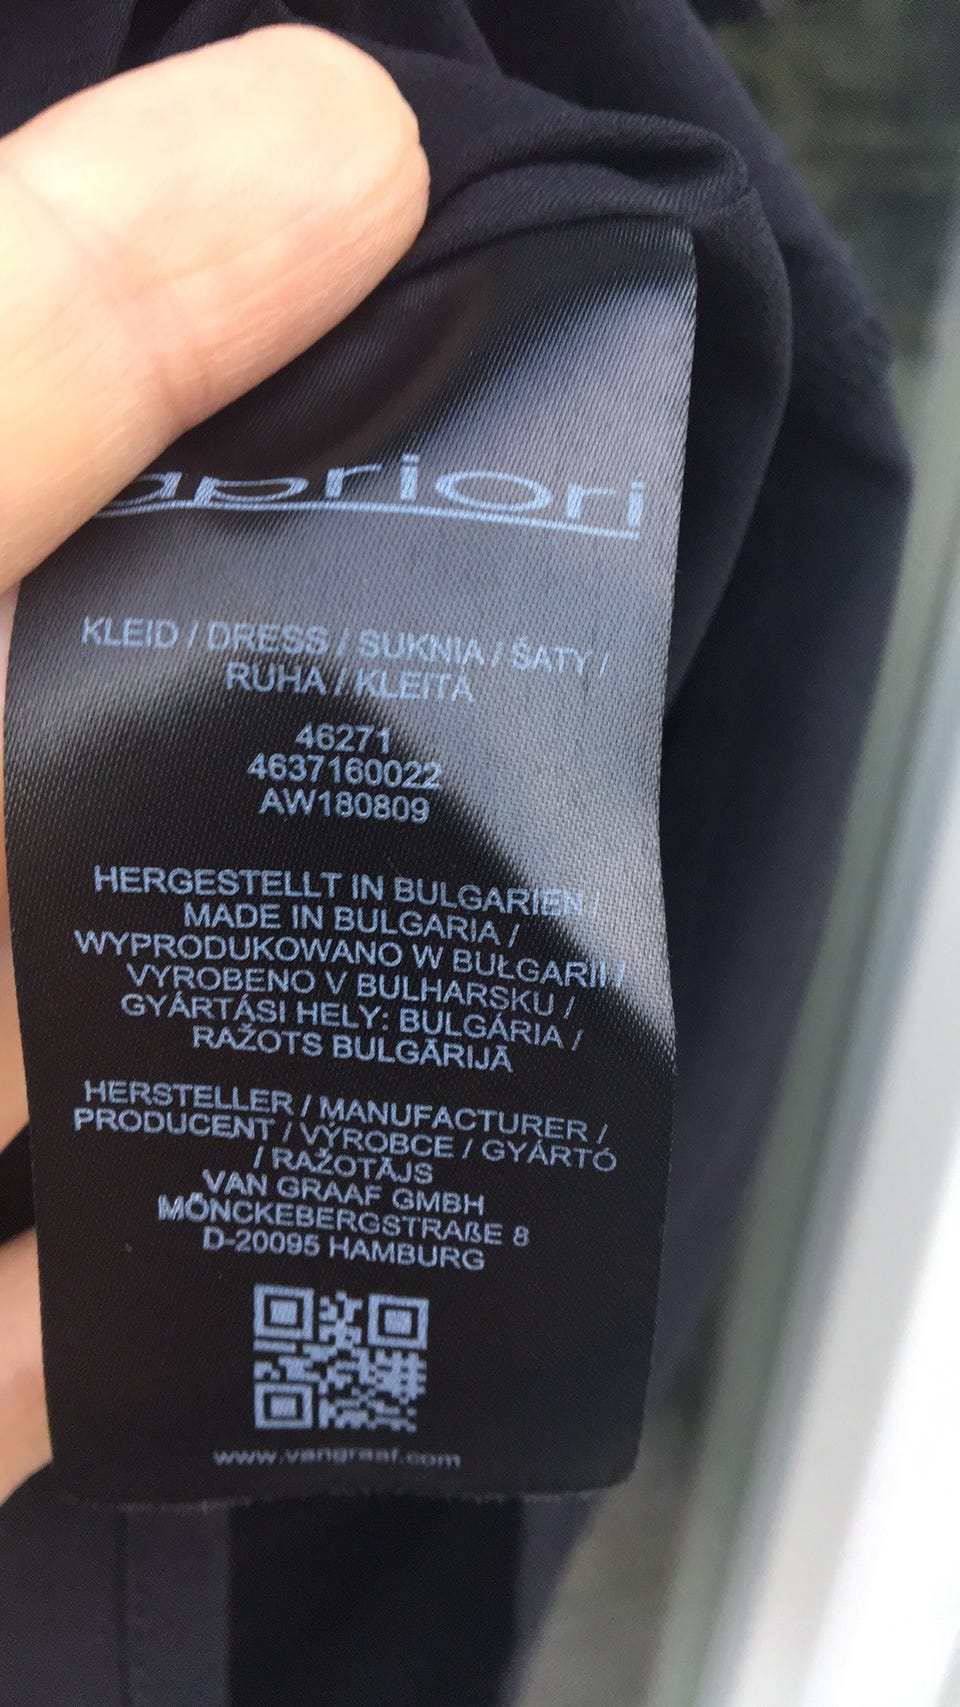 apriori
KLEID / DRESS / SUKNIA / ŠATY /
RUHA / KLEITA
46271
4637160022
AW180809
HERGESTELLT IN BULGARIEN /
MADE IN BULGARIA /
WYPRODUKOWANO W BUŁGARII /
VYROBENO V BULHARSKU /
GYÁRTÁSI HELY: BULGÁRIA /
RAŽOTS BULGĀRIJĀ
HERSTELLER / MANUFACTURER /
PRODUCENT / VÝROBCE / GYÁRTÓ
/ RAŽOTĀJS
VAN GRAAF GMBH
MÖNCKEBERGSTRAßE 8
D-20095 HAMBURG
www.vangraaf.com